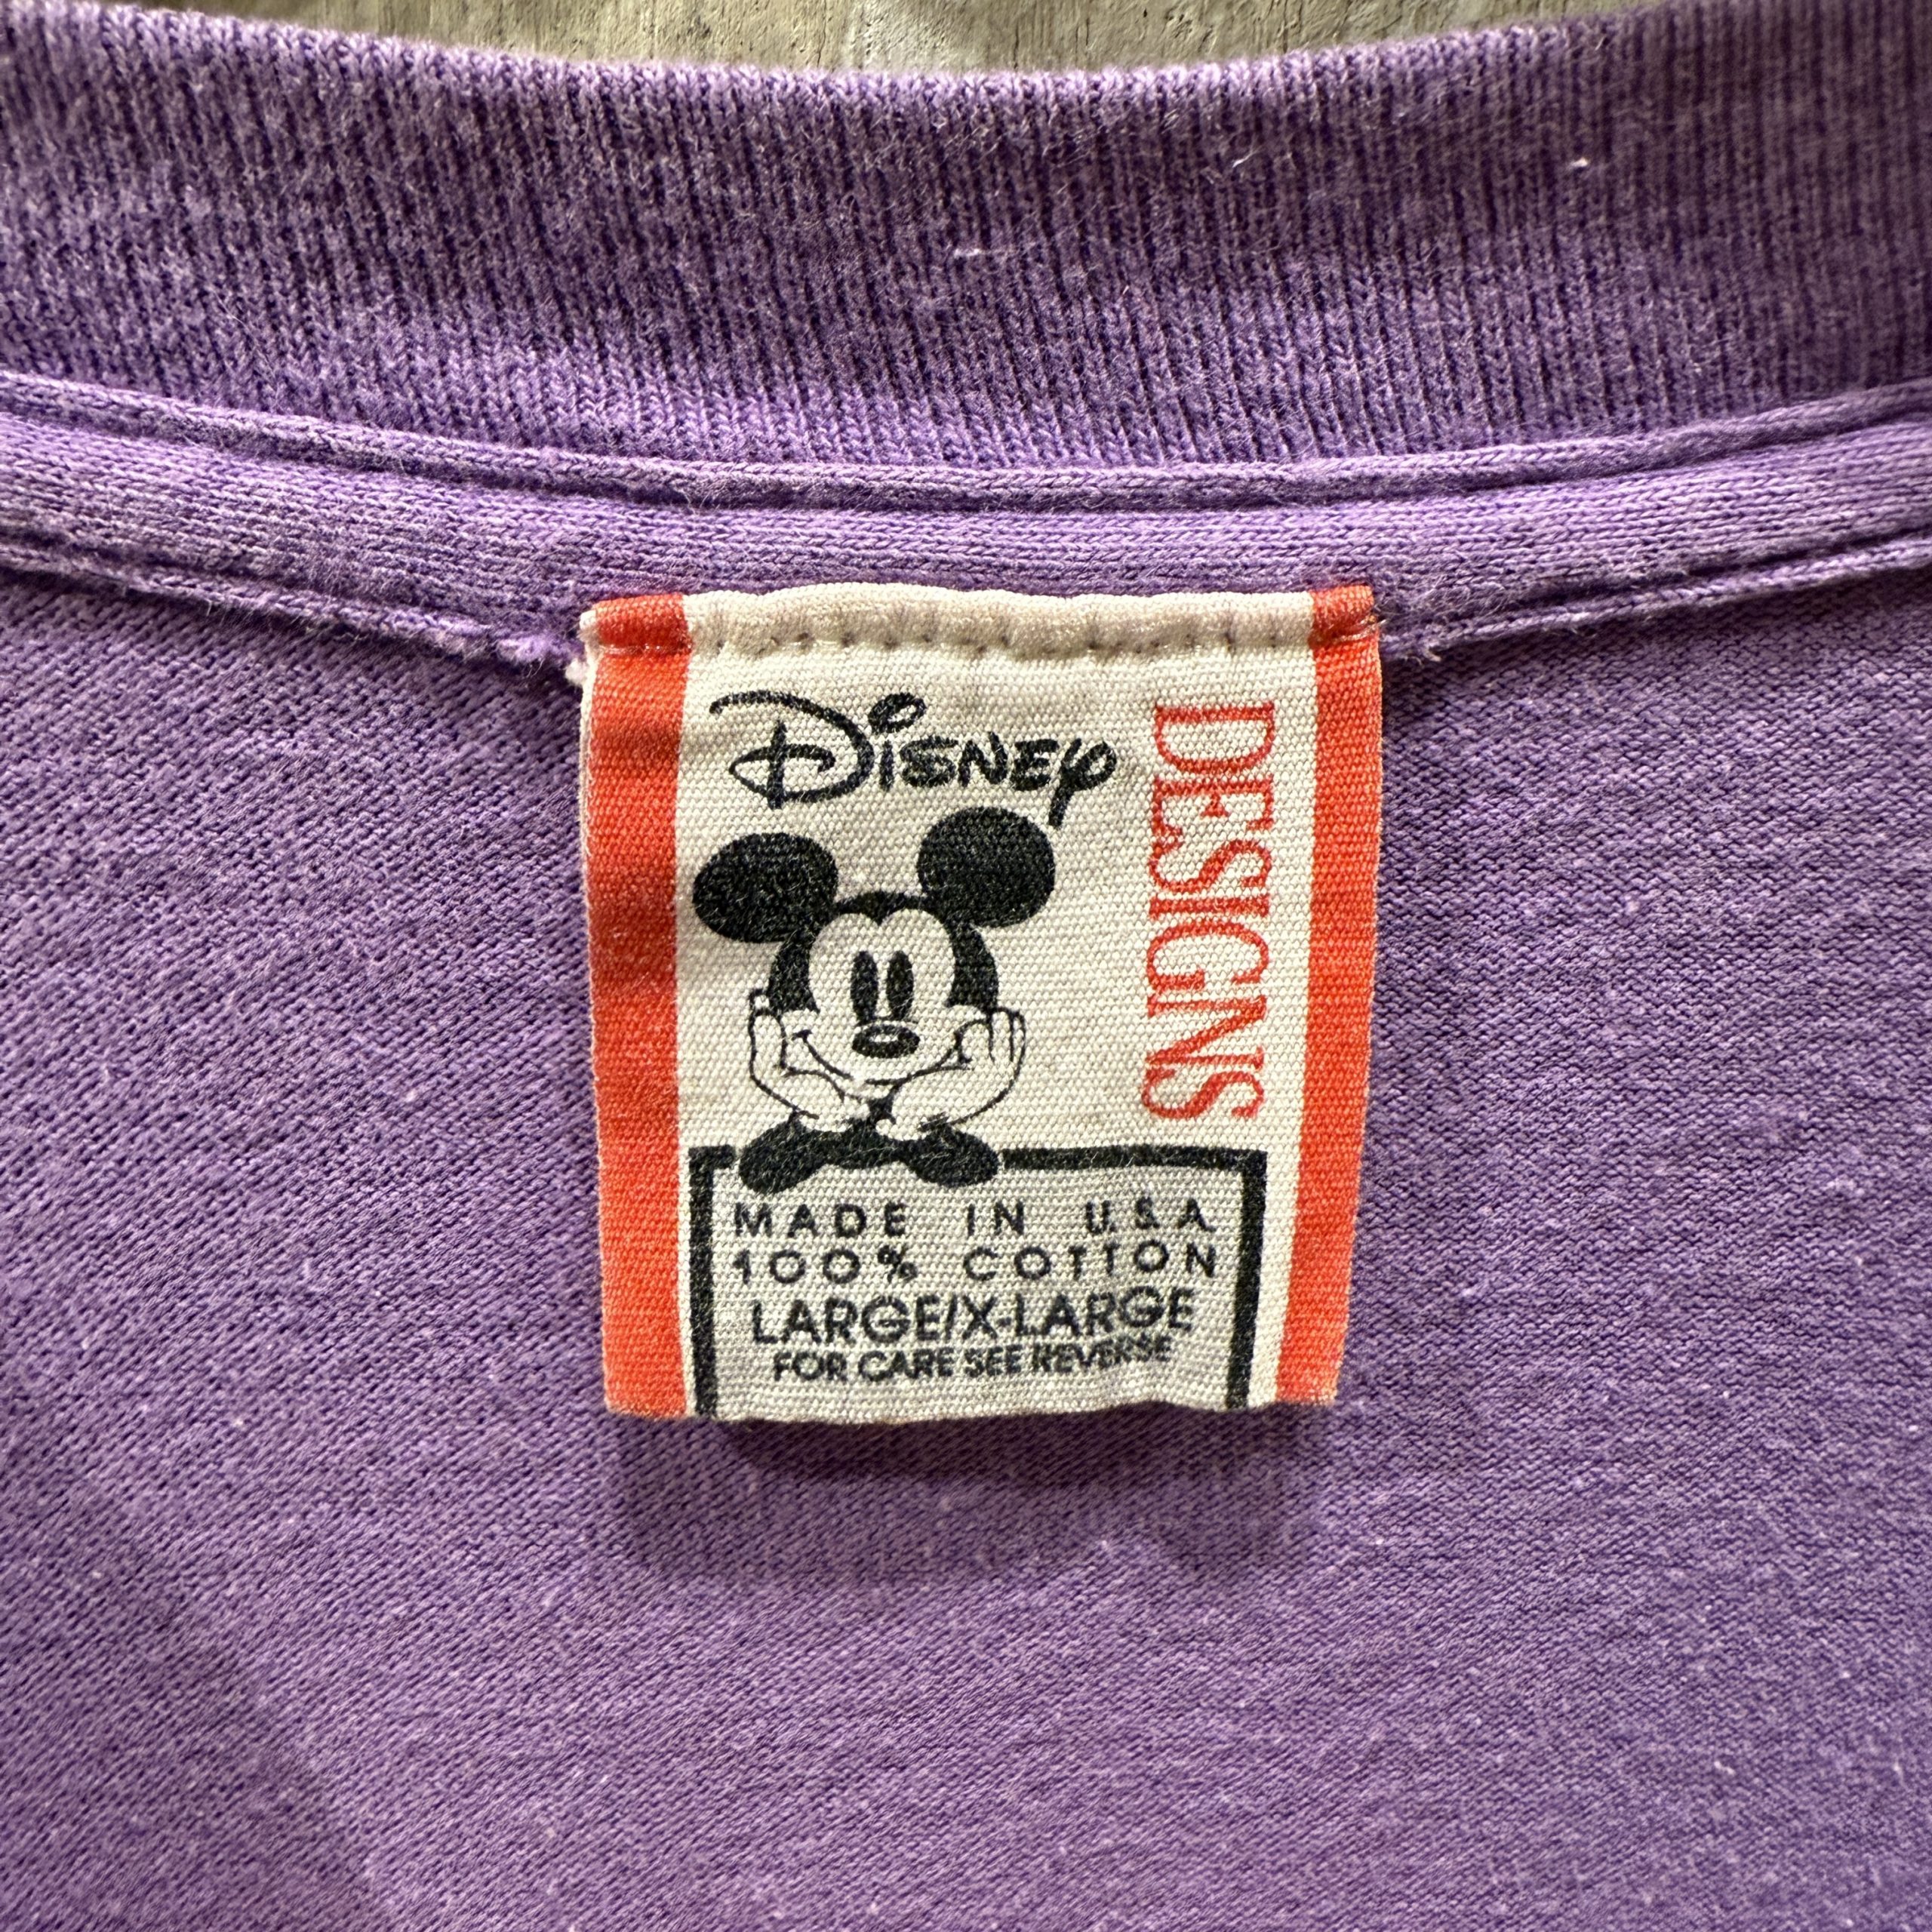 Disney
DESIGNS
MADE IN U.S.A.
100% COTTON
LARGE/X-LARGE
FOR CARE SEE REVERSE